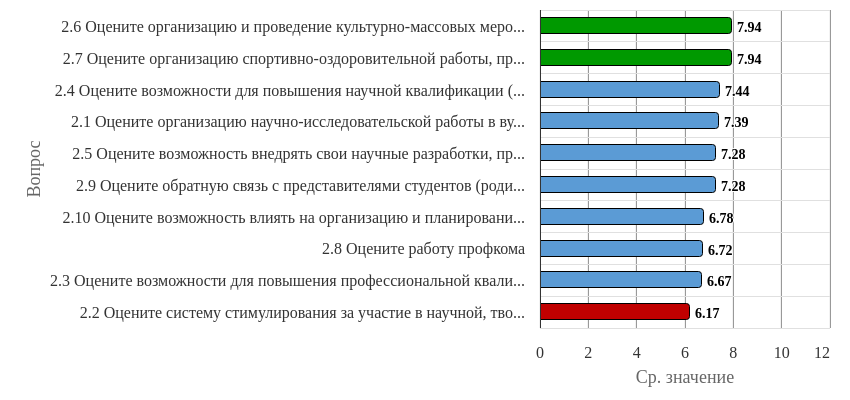 2.6 Оцените организацию и проведение культурно-массовых меро... 7.94
2.7 Оцените организацию спортивно-оздоровительной работы, пр... 7.94
2.4 Оцените возможности для повышения научной квалификации (... 7.44
2.1 Оцените организацию научно-исследовательской работы в ву... 7.39
2.5 Оцените возможность внедрять свои научные разработки, пр... 7.28
2.9 Оцените обратную связь с представителями студентов (роди... 7.28
2.10 Оцените возможность влиять на организацию и планировани... 6.78
2.8 Оцените работу профкома 6.72
2.3 Оцените возможности для повышения профессиональной квали... 6.67
2.2 Оцените систему стимулирования за участие в научной, тво... 6.17
Вопрос
0 2 4 6 8 10 12
Ср. значение